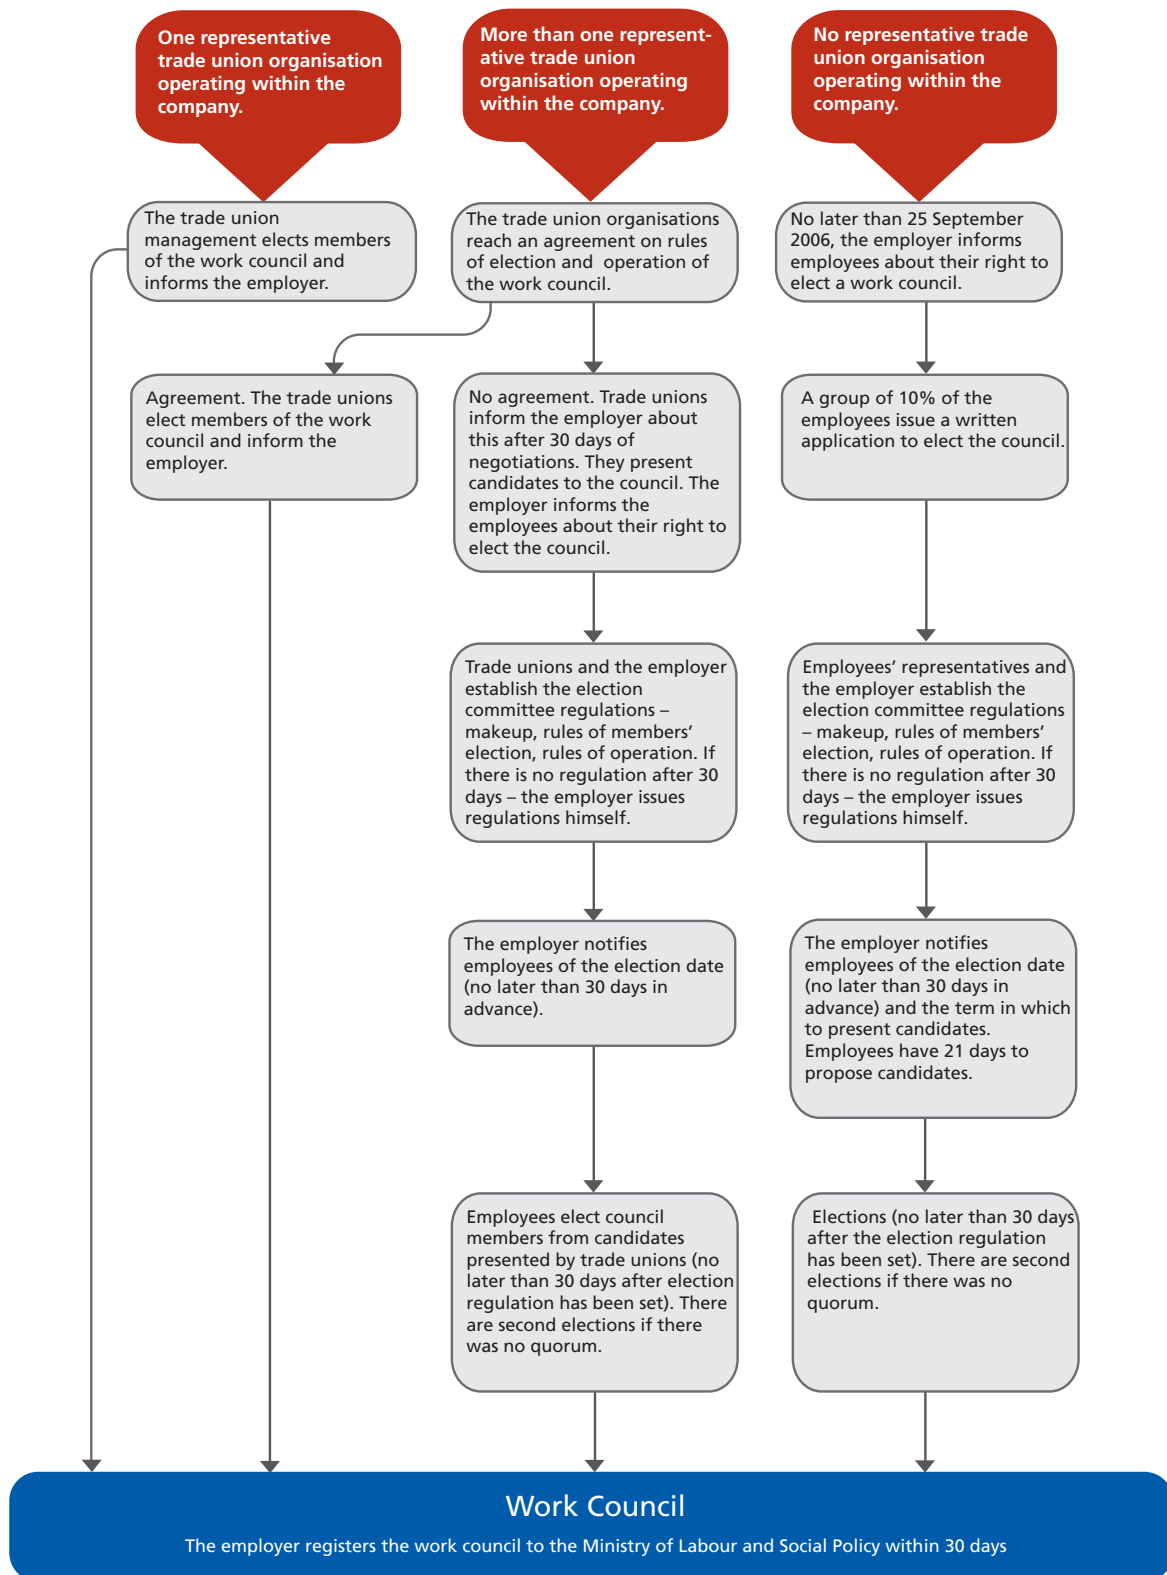 One representative
trade union organisation
operating within the
company.
More than one represent-
ative trade union
organisation operating
within the company.
No representative trade
union organisation
operating within the
company.
The trade union
management elects members
of the work council and
informs the employer.
The trade union organisations
reach an agreement on rules
of election and operation of
the work council.
No later than 25 September
2006, the employer informs
employees about their right to
elect a work council.
Agreement. The trade unions
elect members of the work
council and inform the
employer.
No agreement. Trade unions
inform the employer about
this after 30 days of
negotiations. They present
candidates to the council. The
employer informs the
employees about their right to
elect the council.
A group of 10% of the
employees issue a written
application to elect the council.
Trade unions and the employer
establish the election
committee regulations –
makeup, rules of members’
election, rules of operation. If
there is no regulation after 30
days – the employer issues
regulations himself.
Employees’ representatives and
the employer establish the
election committee regulations
– makeup, rules of members’
election, rules of operation. If
there is no regulation after 30
days – the employer issues
regulations himself.
The employer notifies
employees of the election date
(no later than 30 days in
advance).
The employer notifies
employees of the election date
(no later than 30 days in
advance) and the term in which
to present candidates.
Employees have 21 days to
propose candidates.
Employees elect council
members from candidates
presented by trade unions (no
later than 30 days after election
regulation has been set). There
are second elections if there
was no quorum.
Elections (no later than 30 days
after the election regulation
has been set). There are second
elections if there was no
quorum.
Work Council
The employer registers the work council to the Ministry of Labour and Social Policy within 30 days